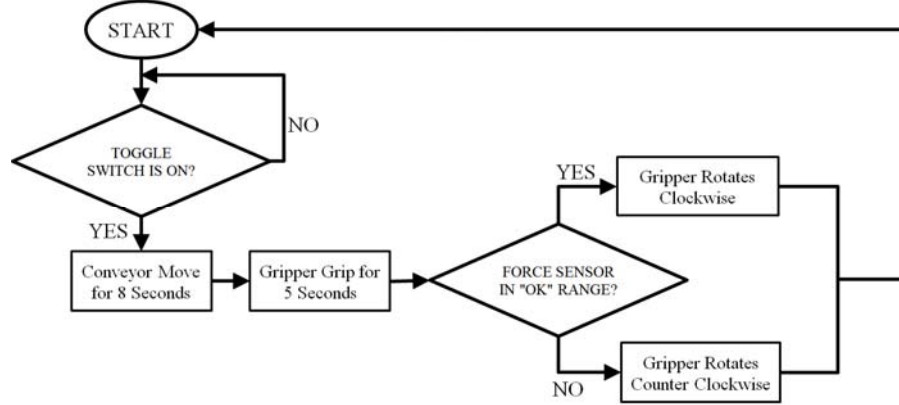 START
NO
TOGGLE
SWITCH IS ON?
YES
Conveyor Move
for 8 Seconds
Gripper Grip for
5 Seconds
FORCE SENSOR
IN "OK" RANGE?
YES
Gripper Rotates
Clockwise
NO
Gripper Rotates
Counter Clockwise